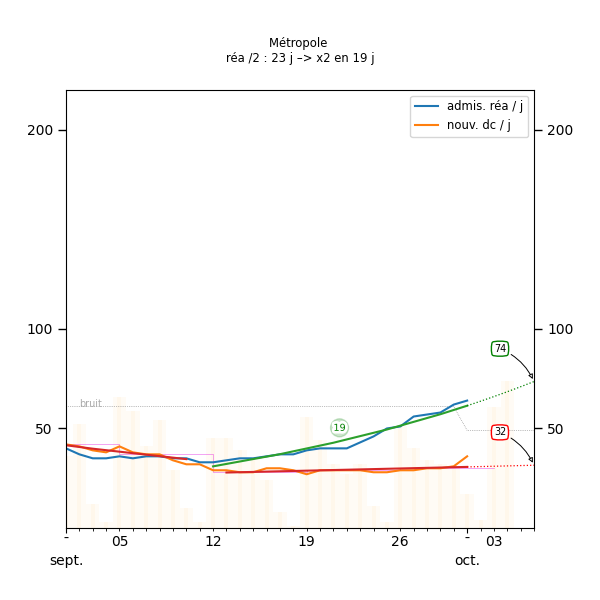 Métropole
réa /2 : 23 j –> x2 en 19 j
admis. réa / j
nouv. dc / j
200
200
100
100
74
bruit
19
50
50
32
- 05 12 19 26 - 03
sept. oct.